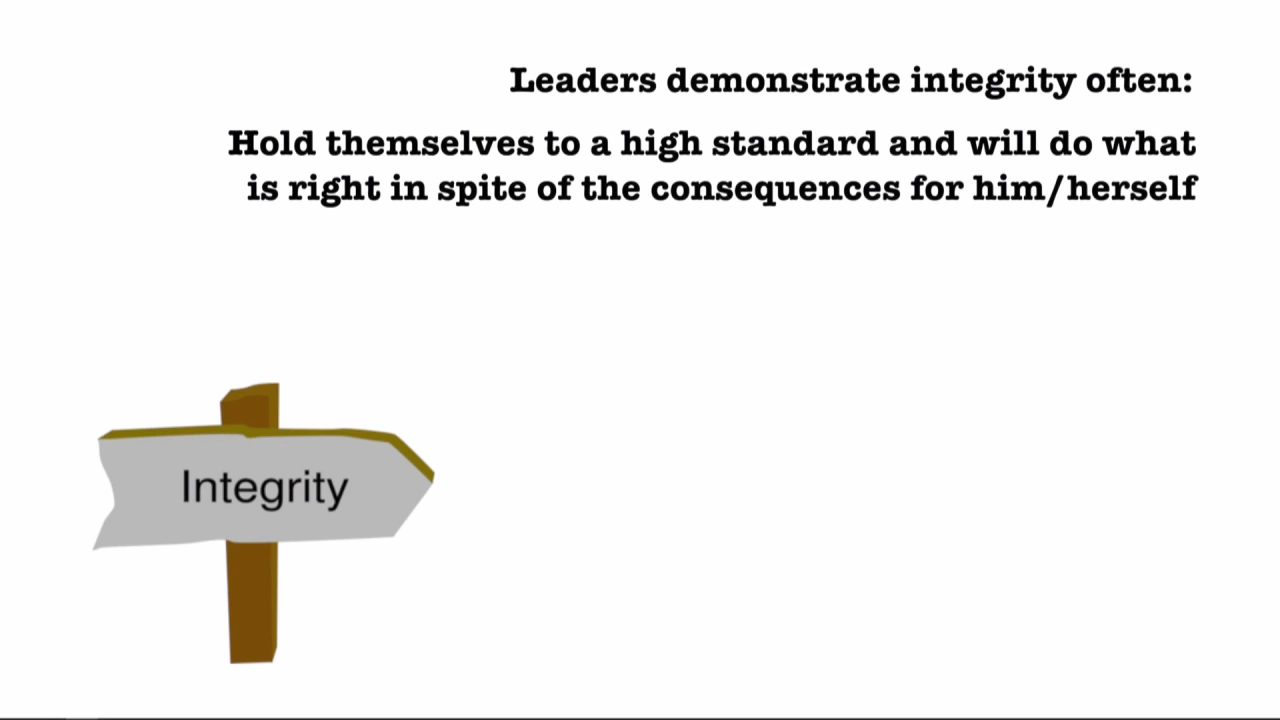 Leaders demonstrate integrity often:
Hold themselves to a high standard and will do what
is right in spite of the consequences for him/herself
Integrity